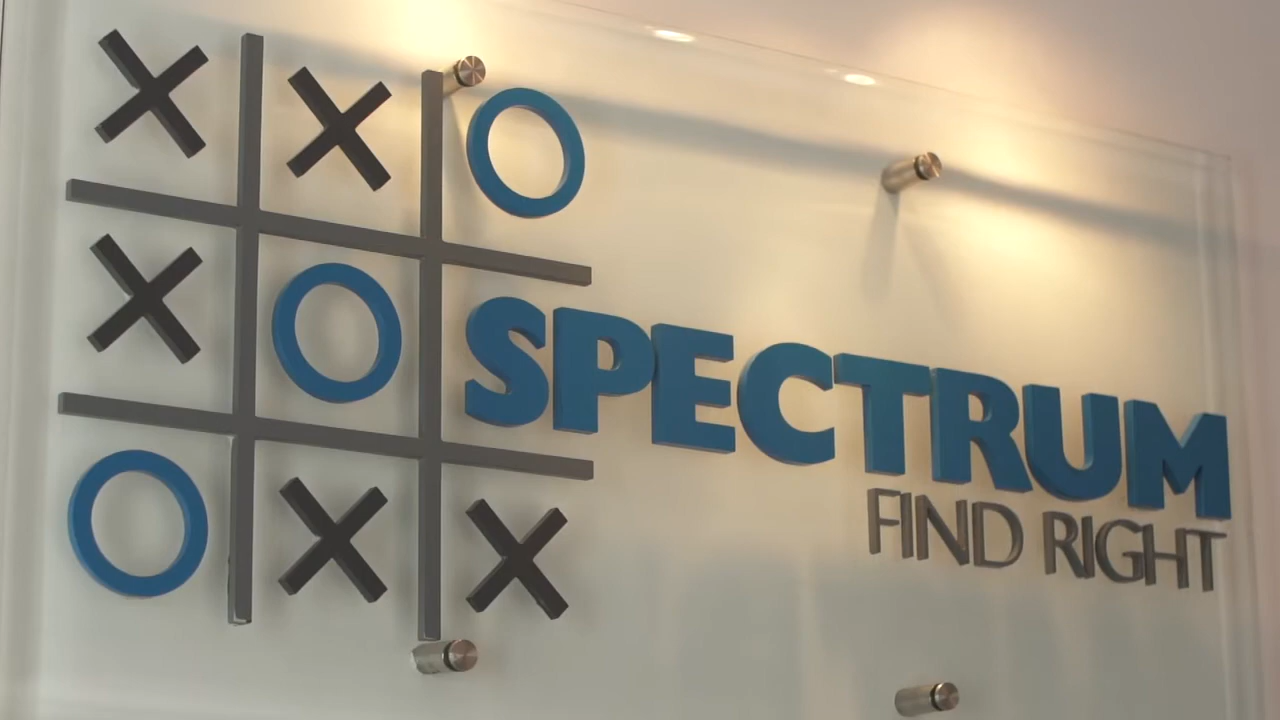 X X O
X O
O X X
SPECTRUM
FIND RIGHT